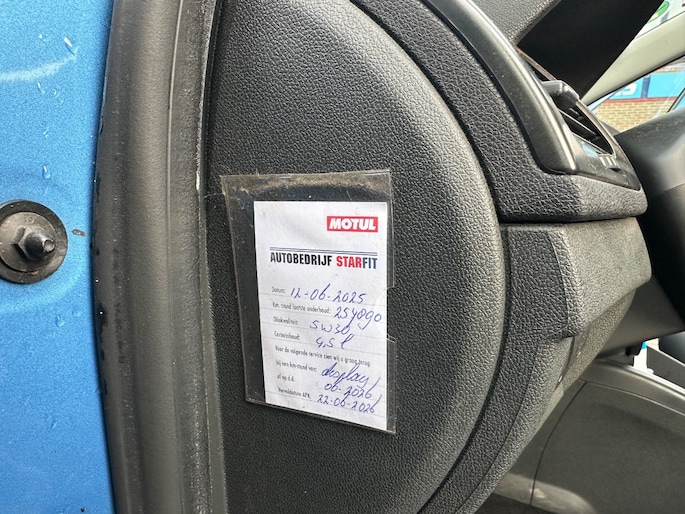 MOTUL
AUTOBEDRIJF STARFIT
Datum: 12-06-2025
Km. stand laatste onderhoud: 254090
Oliekwaliteit: 5W30
Carterinhoud: 4,5 l
Voor de volgende service zien wij u graag terug
bij een km-stand van: display/
of op d.d. 06-2026/
Vervaldatum APK: 22-06-2026